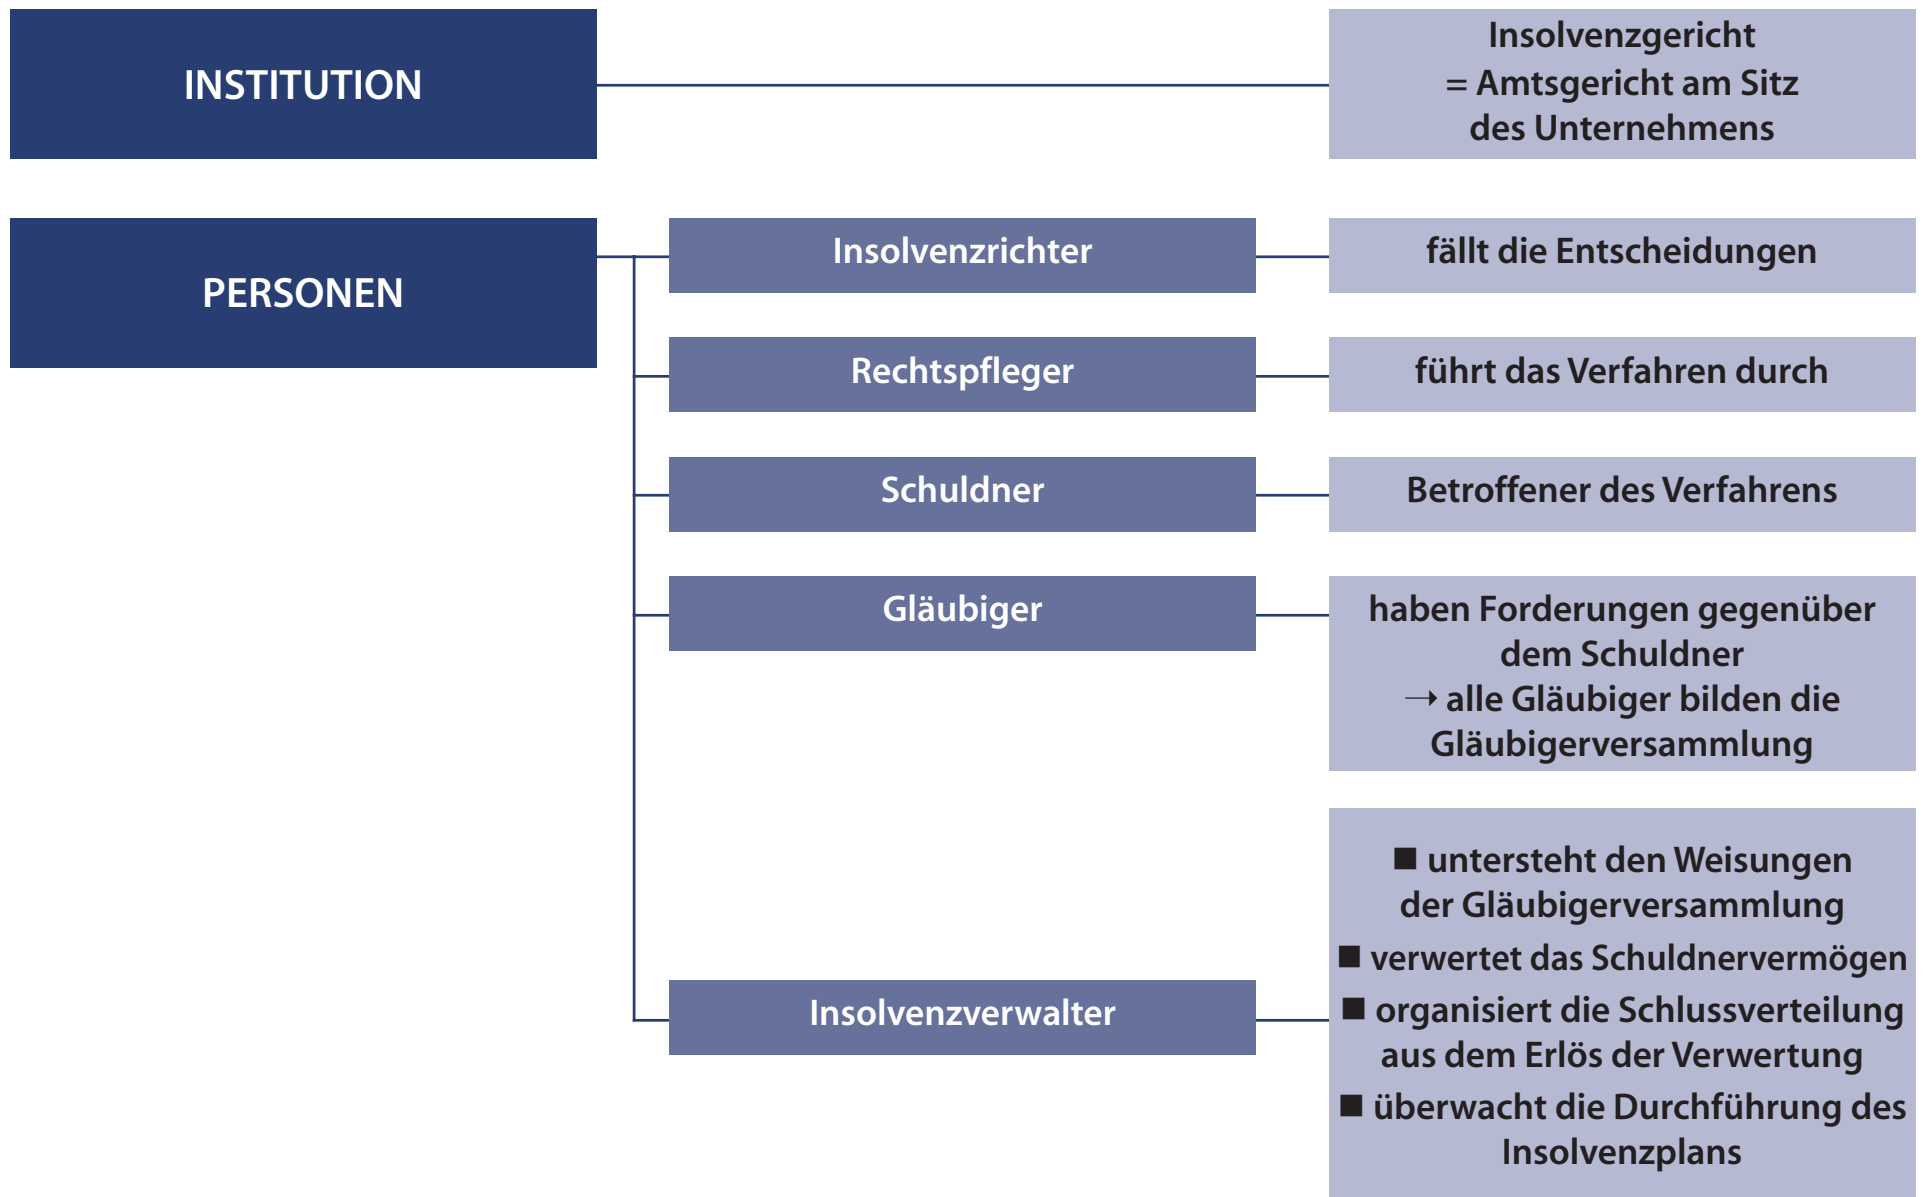 INSTITUTION
Insolvenzgericht
= Amtsgericht am Sitz
des Unternehmens
PERSONEN
Insolvenzrichter
fällt die Entscheidungen
Rechtspfleger
führt das Verfahren durch
Schuldner
Betroffener des Verfahrens
Gläubiger
haben Forderungen gegenüber
dem Schuldner
→ alle Gläubiger bilden die
Gläubigerversammlung
Insolvenzverwalter
■ untersteht den Weisungen
der Gläubigerversammlung
■ verwertet das Schuldnervermögen
■ organisiert die Schlussverteilung
aus dem Erlös der Verwertung
■ überwacht die Durchführung des
Insolvenzplans